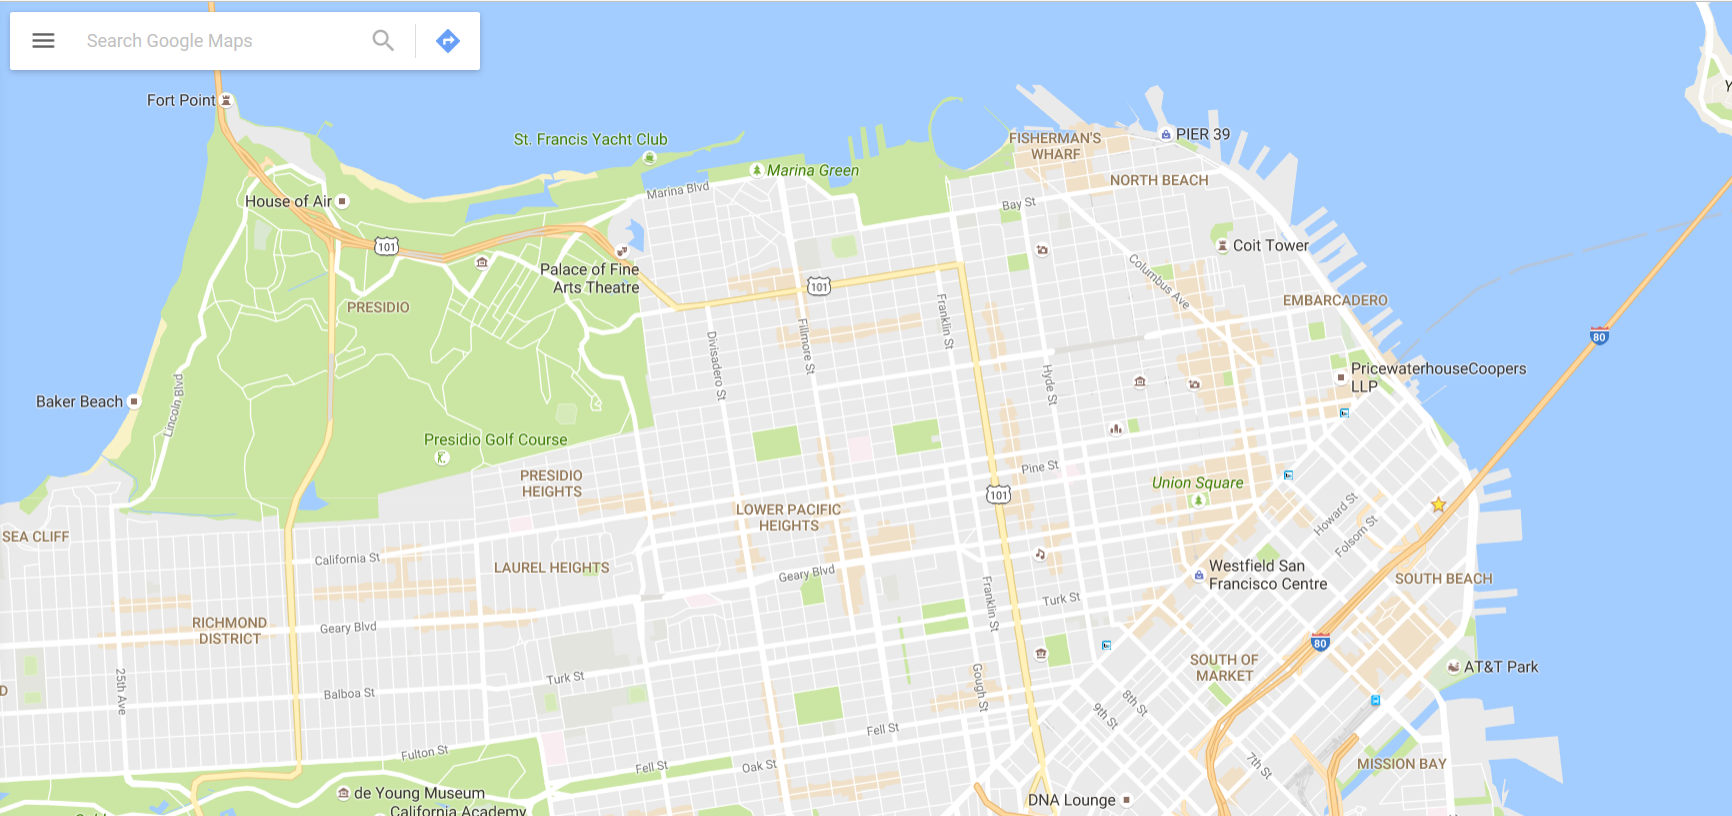 Search Google Maps
Fort Point
St. Francis Yacht Club
Marina Green
FISHERMAN'S
WHARF
PIER 39
NORTH BEACH
Marina Blvd
House of Air
Bay St
101
Coit Tower
Palace of Fine
Arts Theatre
Columbus Ave
101
EMBARCADERO
PRESIDIO
Franklin St
Fillmore St
Divisadero St
80
Hyde St
PricewaterhouseCoopers
LLP
Baker Beach
Lincoln Blvd
Presidio Golf Course
PRESIDIO
HEIGHTS
Pine St
Union Square
101
LOWER PACIFIC
HEIGHTS
Howard St
Folsom St
SEA CLIFF
California St
LAUREL HEIGHTS
Geary Blvd
Westfield San
Francisco Centre
SOUTH BEACH
Franklin St
Turk St
RICHMOND
DISTRICT
Geary Blvd
80
SOUTH OF
MARKET
AT&T Park
25th Ave
Balboa St
Turk St
Gough St
8th St
9th St
Fell St
Fulton St
Fell St
Oak St
7th St
MISSION BAY
de Young Museum
California Academy
DNA Lounge